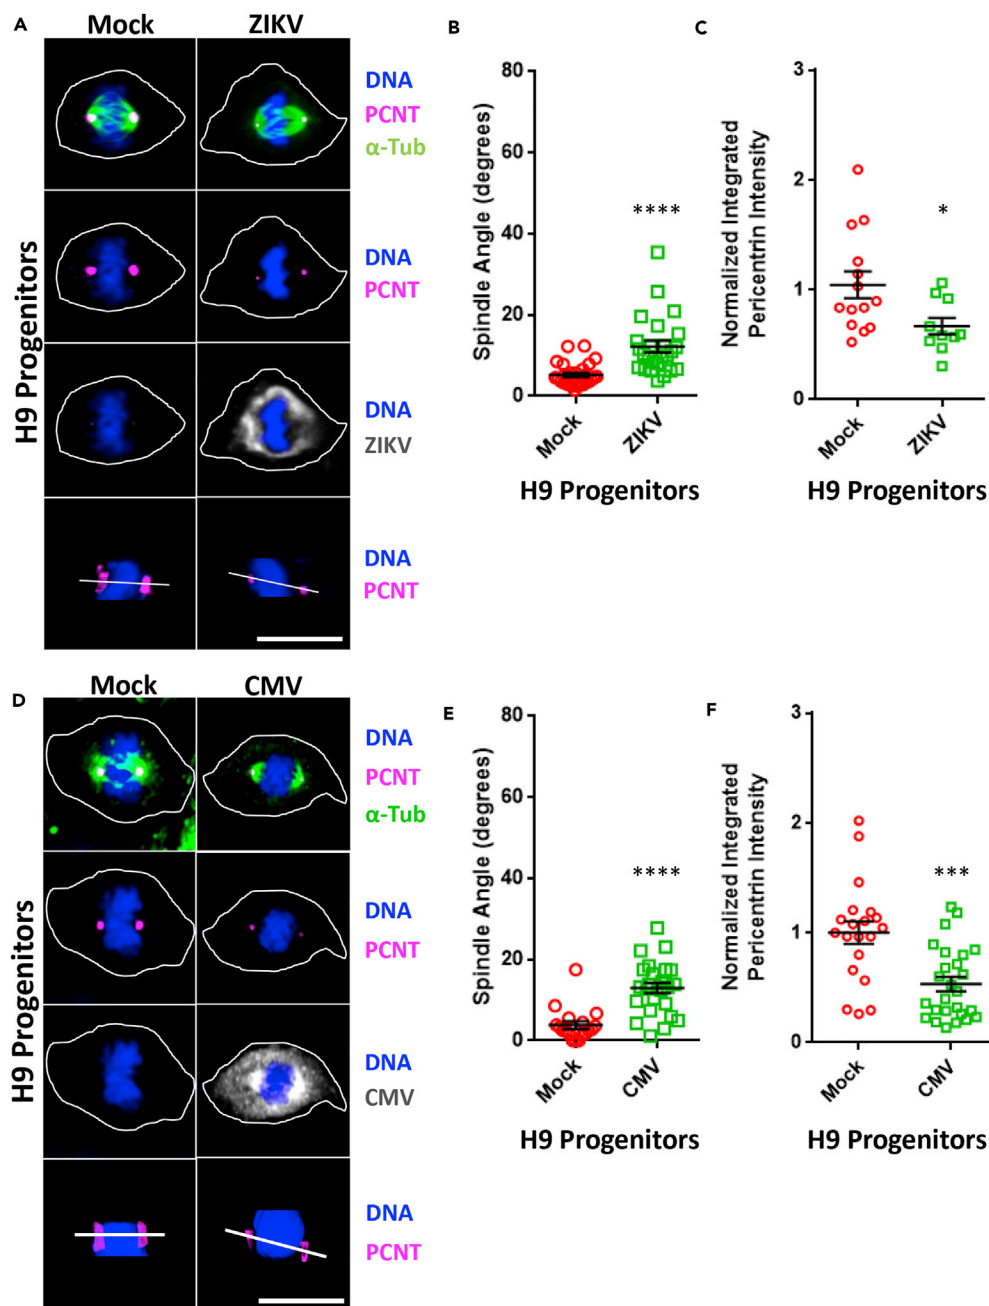 A
Mock
ZIKV
DNA
PCNT
α-Tub
DNA
PCNT
DNA
ZIKV
DNA
PCNT
H9 Progenitors
B
Spindle Angle (degrees)
80
60
40
20
0
****
Mock
ZIKV
H9 Progenitors
C
Normalized Integrated
Pericentrin Intensity
3
2
1
0
*
Mock
ZIKV
H9 Progenitors
D
Mock
CMV
DNA
PCNT
α-Tub
DNA
PCNT
DNA
CMV
DNA
PCNT
H9 Progenitors
E
Spindle Angle (degrees)
80
60
40
20
0
****
Mock
CMV
H9 Progenitors
F
Normalized Integrated
Pericentrin Intensity
3
2
1
0
***
Mock
CMV
H9 Progenitors